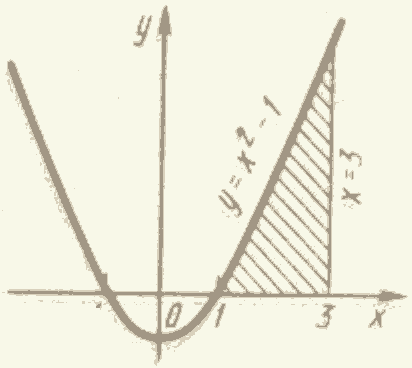 y
y = x² - 1
x = 3
0 1 3 x